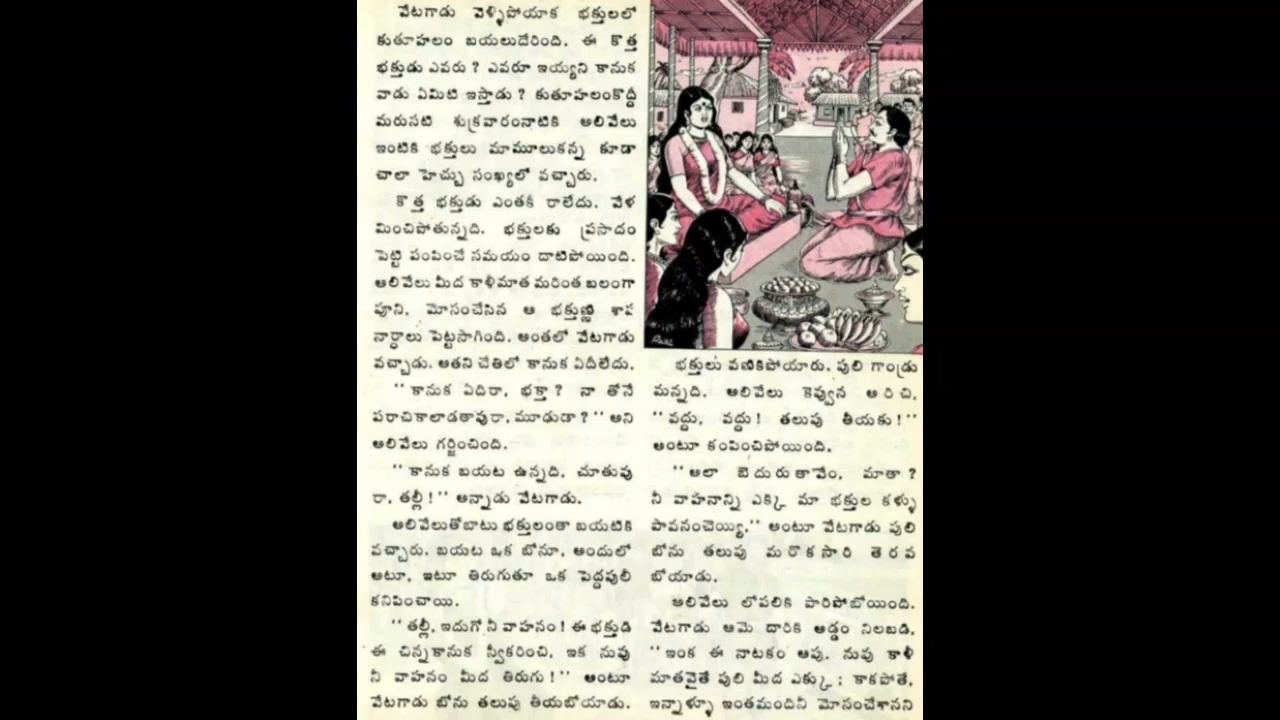 వేటగాడు వెళ్ళిపోయాక భక్తులలో
కుతూహలం బయలుదేరింది. ఈ కొత్త
భక్తుడు ఎవరు ? ఎవరూ ఇయ్యని కానుక
వాడు ఏమిటి ఇస్తాడు ? కుతూహలంకొద్దీ
మరుసటి శుక్రవారంనాటికి అలివేలు
ఇంటికి భక్తులు మామూలుకన్న కూడా
చాలా హెచ్చు సంఖ్యలో వచ్చారు.
కొత్త భక్తుడు ఎంతకీ రాలేదు. వేళ
మించిపోతున్నది. భక్తులకు ప్రసాదం
పెట్టి పంపించే సమయం దాటిపోయింది.
అలివేలు మీద కాళీమాత మరింత బలంగా
పూని, మోసంచేసిన ఆ భక్తుణ్ణి శాప
నార్థాలు పెట్టసాగింది. అంతలో వేటగాడు
వచ్చాడు. అతని చేతిలో కానుక ఏదీలేదు.
"కానుక ఏదిరా, భక్తా ? నా తోనే
పరాచికాలాడతావురా, మూఢుడా ?" అని
అలివేలు గర్జించింది.
"కానుక బయట ఉన్నది. చూతువు
రా, తల్లీ !" అన్నాడు వేటగాడు.
అలివేలుతోబాటు భక్తులంతా బయటికి
వచ్చారు. బయట ఒక బోనూ, అందులో
అటూ, ఇటూ తిరుగుతూ ఒక పెద్దపులీ
కనిపించాయి.
"తల్లీ, ఇదుగో నీ వాహనం ! ఈ భక్తుడి
ఈ చిన్నకానుక స్వీకరించి, ఇక నువు
నీ వాహనం మీద తిరుగు !" అంటూ
వేటగాడు బోను తలుపు తీయబోయాడు.
భక్తులు వణికిపోయారు. పులి గాండ్రు
మన్నది. అలివేలు కెవ్వున అరిచి,
"వద్దు, వద్దు ! తలుపు తీయకు !"
అంటూ కంపించిపోయింది.
"అలా బెదురుతావేం, మాతా ?
నీ వాహనాన్ని ఎక్కి మా భక్తుల కళ్ళు
పావనంచెయ్యి." అంటూ వేటగాడు పులి
బోను తలుపు మరొకసారి తెరవ
బోయాడు.
అలివేలు లోపలికి పారిపోబోయింది.
వేటగాడు ఆమె దారికి అడ్డం నిలబడి,
"ఇంక ఈ నాటకం ఆపు. నువు కాళీ
మాతవైతే పులి మీద ఎక్కు ; కాకపోతే,
ఇన్నాళ్ళూ ఇంతమందినీ మోసంచేశానని